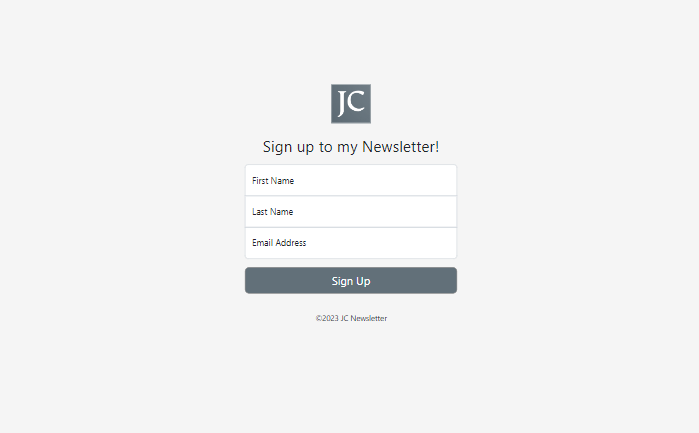 JC
Sign up to my Newsletter!
First Name
Last Name
Email Address
Sign Up
©2023 JC Newsletter